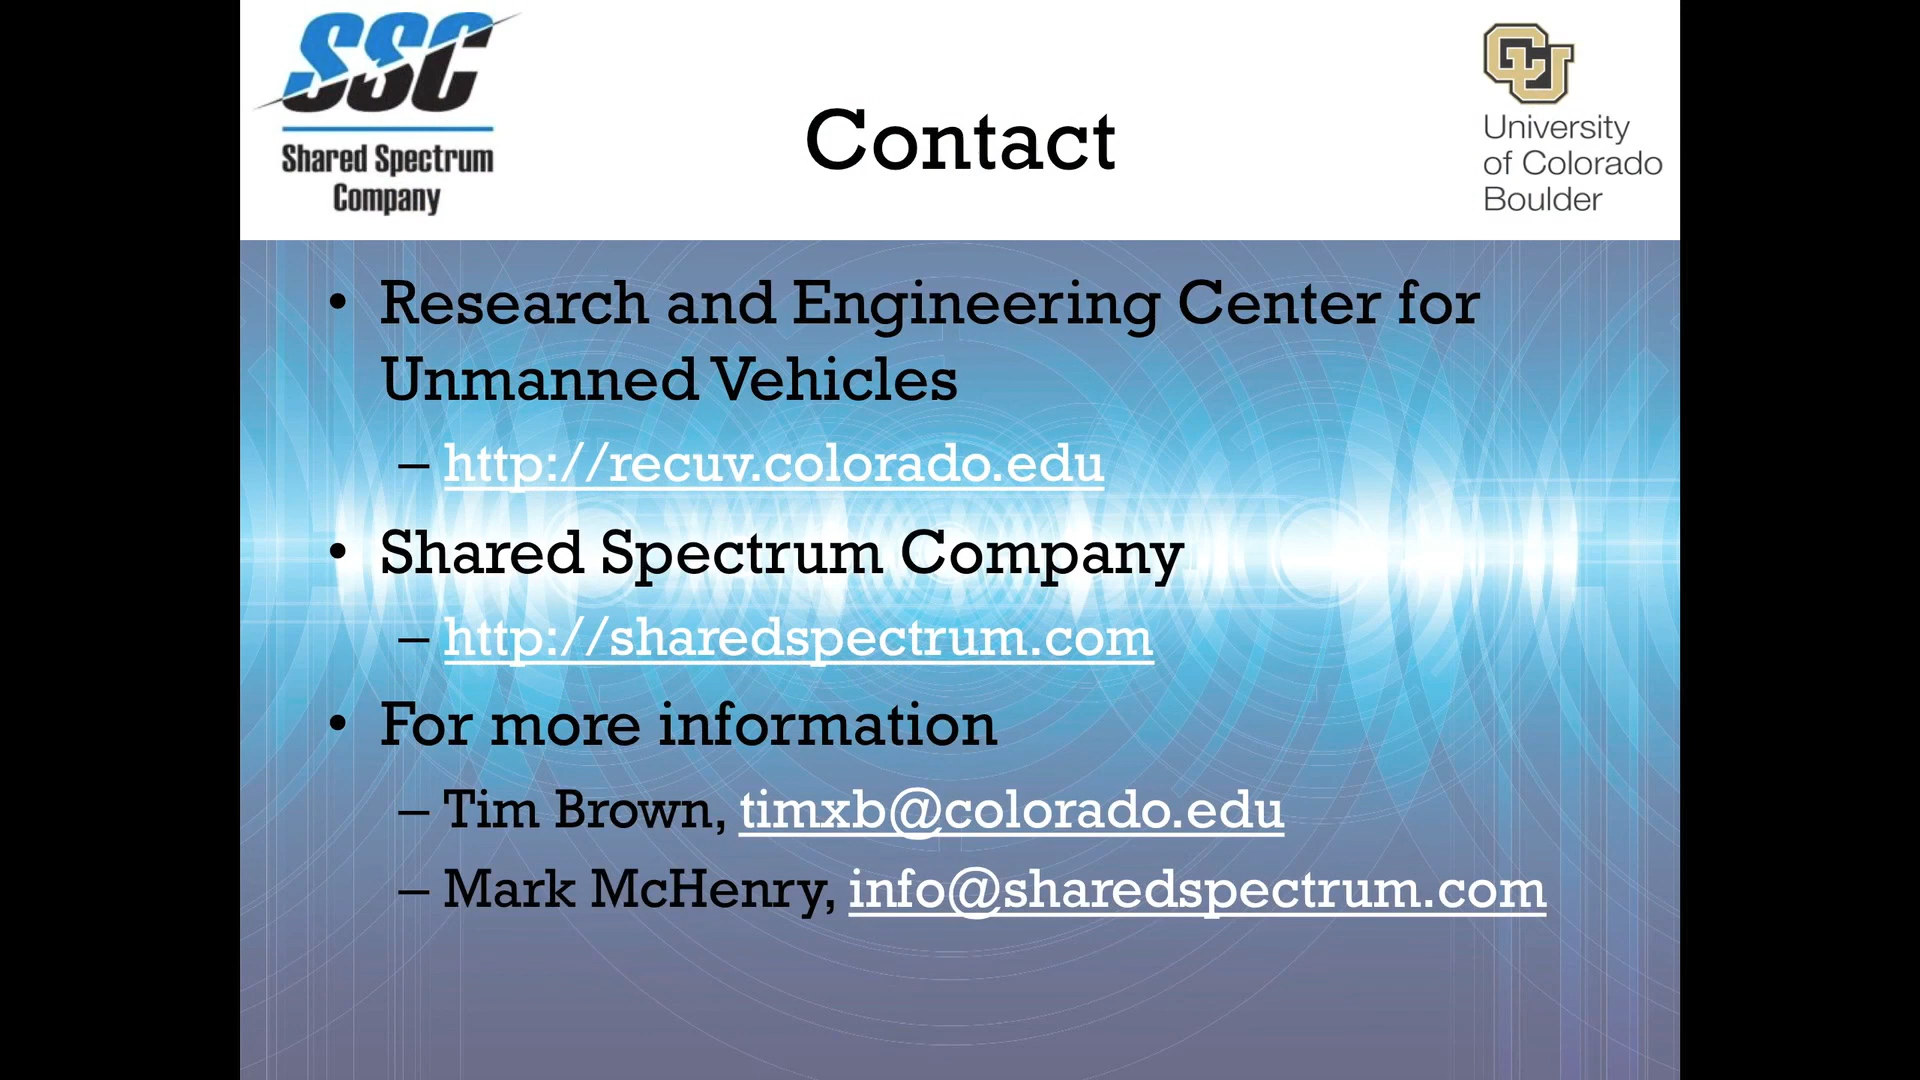 SSC
Shared Spectrum
Company
Contact
CU
University
of Colorado
Boulder
• Research and Engineering Center for
Unmanned Vehicles
– http://recuv.colorado.edu
• Shared Spectrum Company
– http://sharedspectrum.com
• For more information
– Tim Brown, timxb@colorado.edu
– Mark McHenry, info@sharedspectrum.com